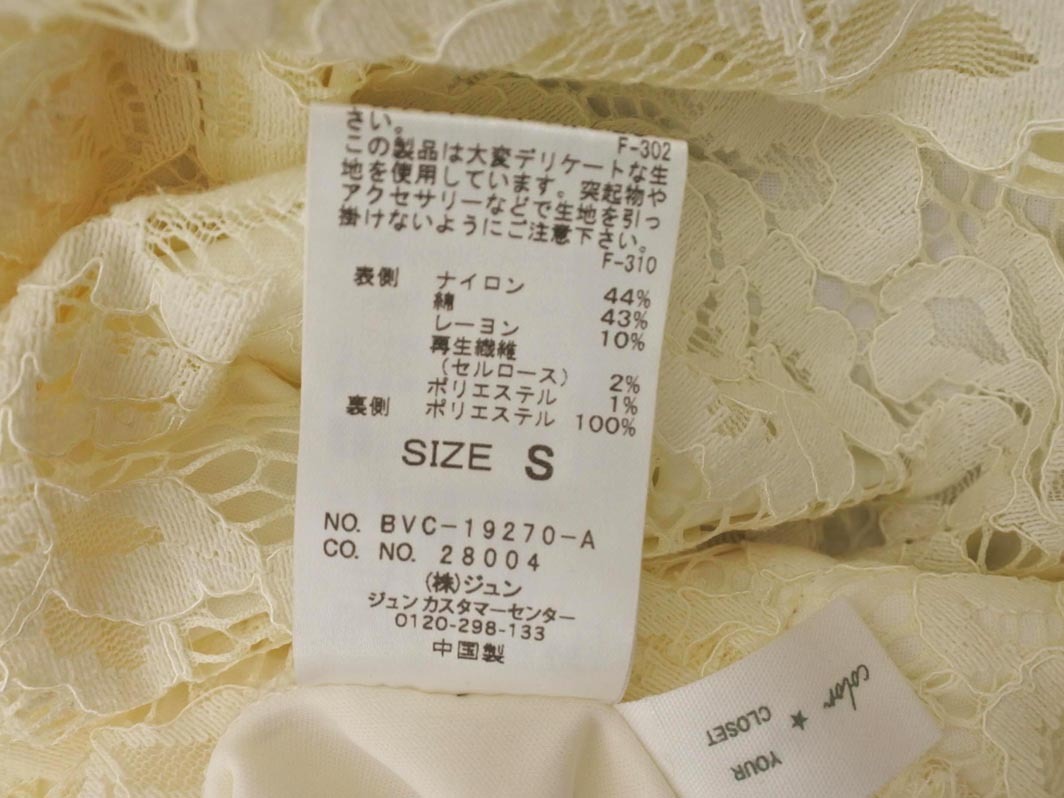 さい。
F-302
この製品は大変デリケートな生
地を使用しています。突起物や
アクセサリーなどで生地を引っ
掛けないようにご注意下さい。
F-310
表側 ナイロン 44%
綿 43%
レーヨン 10%
再生繊維
(セルロース) 2%
ポリエステル 1%
裏側 ポリエステル 100%
SIZE S
NO. BVC-19270-A
CO. NO. 28004
(株)ジュン
ジュンカスタマーセンター
0120-298-133
中国製
color
★ CLOSET
YOUR